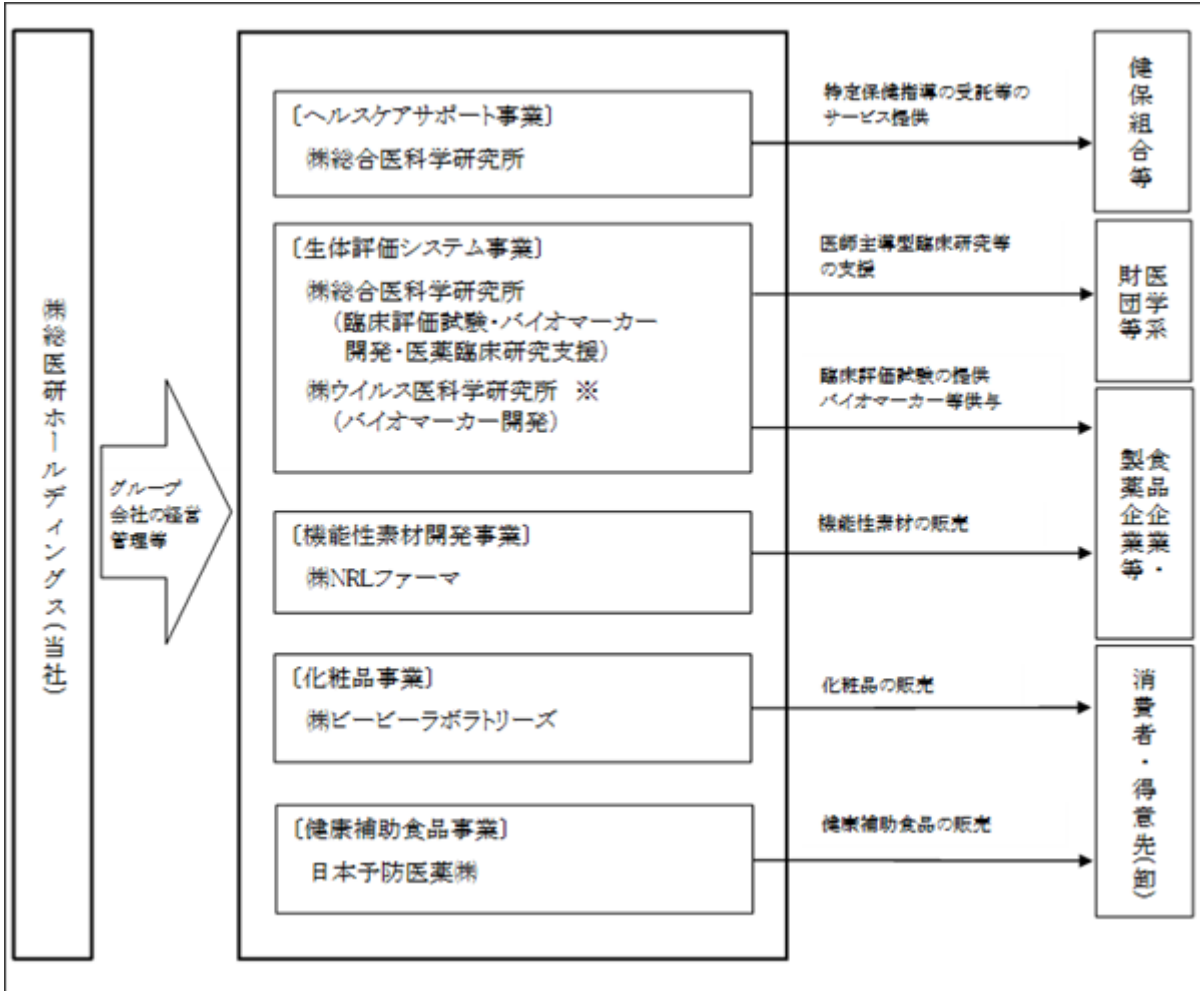 ㈱総医研ホールディングス(当社)
グループ
会社の経営
管理等
〔ヘルスケアサポート事業〕
㈱総合医科学研究所
特定保健指導の受託等の
サービス提供
健保組合等
〔生体評価システム事業〕
㈱総合医科学研究所
(臨床評価試験・バイオマーカー
開発・医薬臨床研究支援)
㈱ウイルス医科学研究所 ※
(バイオマーカー開発)
医師主導型臨床研究等
の支援
医学系
財団等
臨床評価試験の提供
バイオマーカー等供与
食品企業・
製薬企業等
〔機能性素材開発事業〕
㈱NRLファーマ
機能性素材の販売
〔化粧品事業〕
㈱ビービーラボラトリーズ
化粧品の販売
消費者・得意先(卸)
〔健康補助食品事業〕
日本予防医薬㈱
健康補助食品の販売